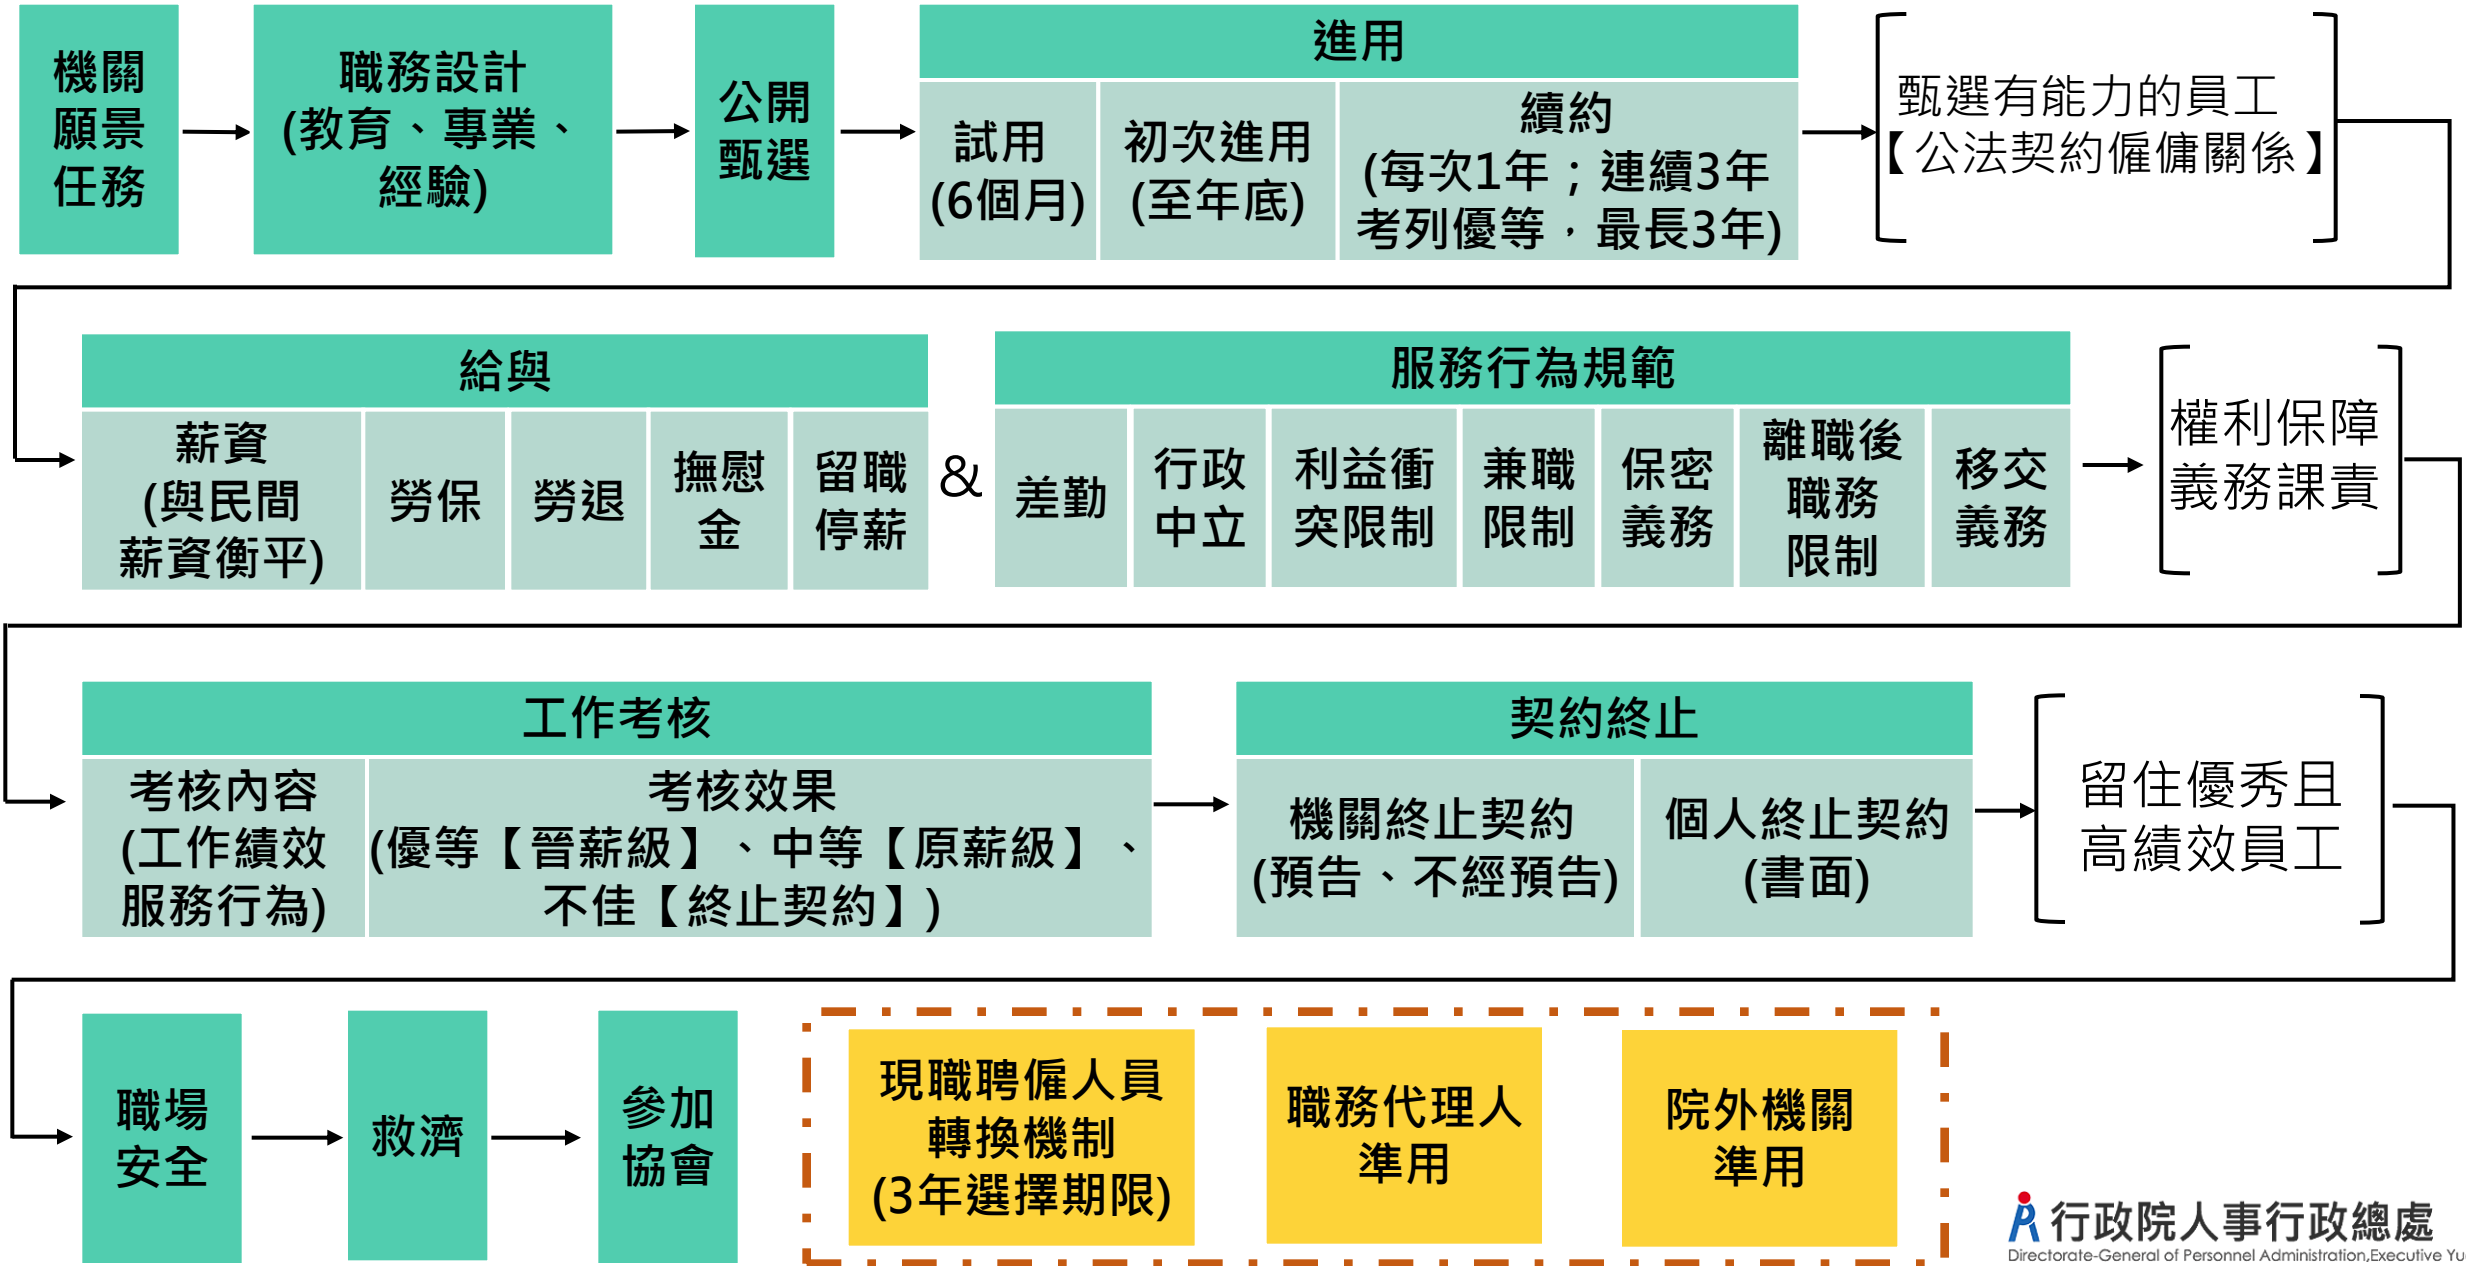 機關
願景
任務
職務設計
(教育、專業、
經驗)
公開
甄選
進用
試用
(6個月)
初次進用
(至年底)
續約
(每次1年；連續3年
考列優等，最長3年)
甄選有能力的員工
【公法契約僱傭關係】
給與
薪資
(與民間
薪資衡平)
勞保
勞退
撫慰
金
留職
停薪
&
服務行為規範
差勤
行政
中立
利益衝
突限制
兼職
限制
保密
義務
離職後
職務
限制
移交
義務
權利保障
義務課責
工作考核
考核內容
(工作績效
服務行為)
考核效果
(優等【晉薪級】、中等【原薪級】、
不佳【終止契約】)
契約終止
機關終止契約
(預告、不經預告)
個人終止契約
(書面)
留住優秀且
高績效員工
職場
安全
救濟
參加
協會
現職聘僱人員
轉換機制
(3年選擇期限)
職務代理人
準用
院外機關
準用
行政院人事行政總處
Directorate-General of Personnel Administration,Executive Yu